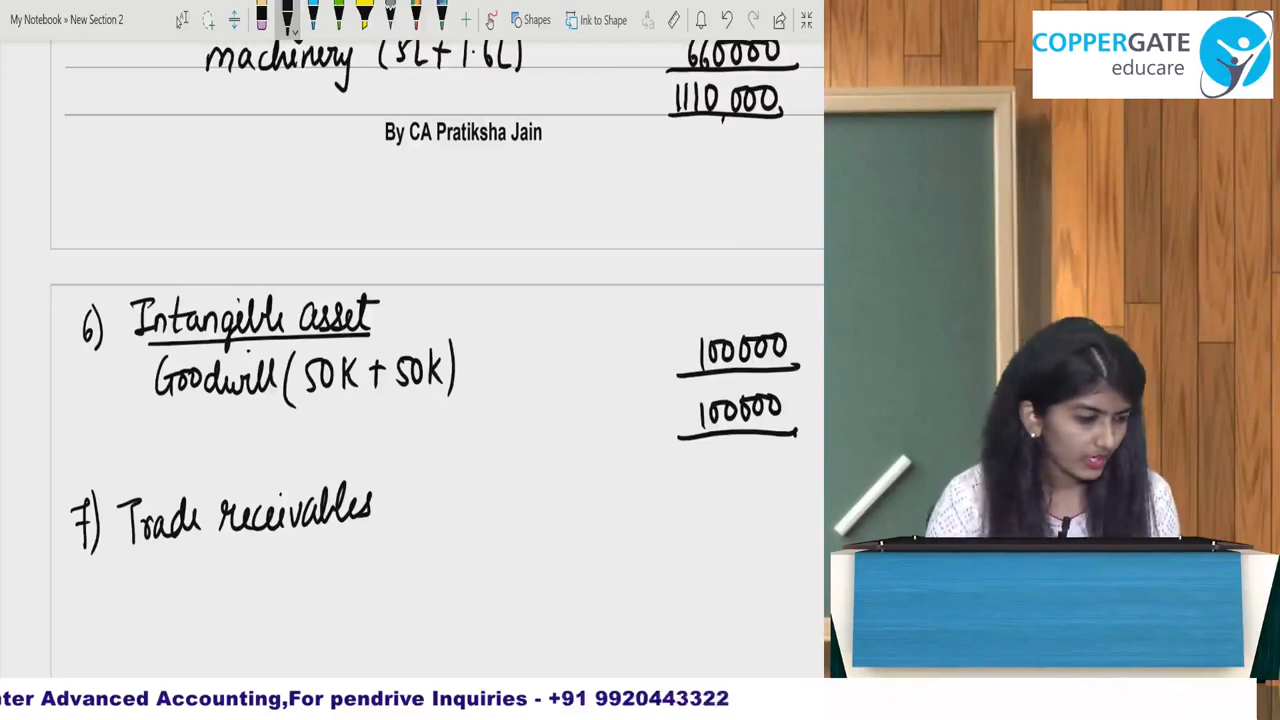 My Notebook » New Section 2
Shapes
Ink to Shape
COPPERGATE
educare
machinery (5L + 1.6L) 660000
1110,000
By CA Pratiksha Jain
6) Intangible asset
Goodwill (50K + 50K) 100000
100000
7) Trade receivables
nter Advanced Accounting,For pendrive Inquiries - +91 9920443322